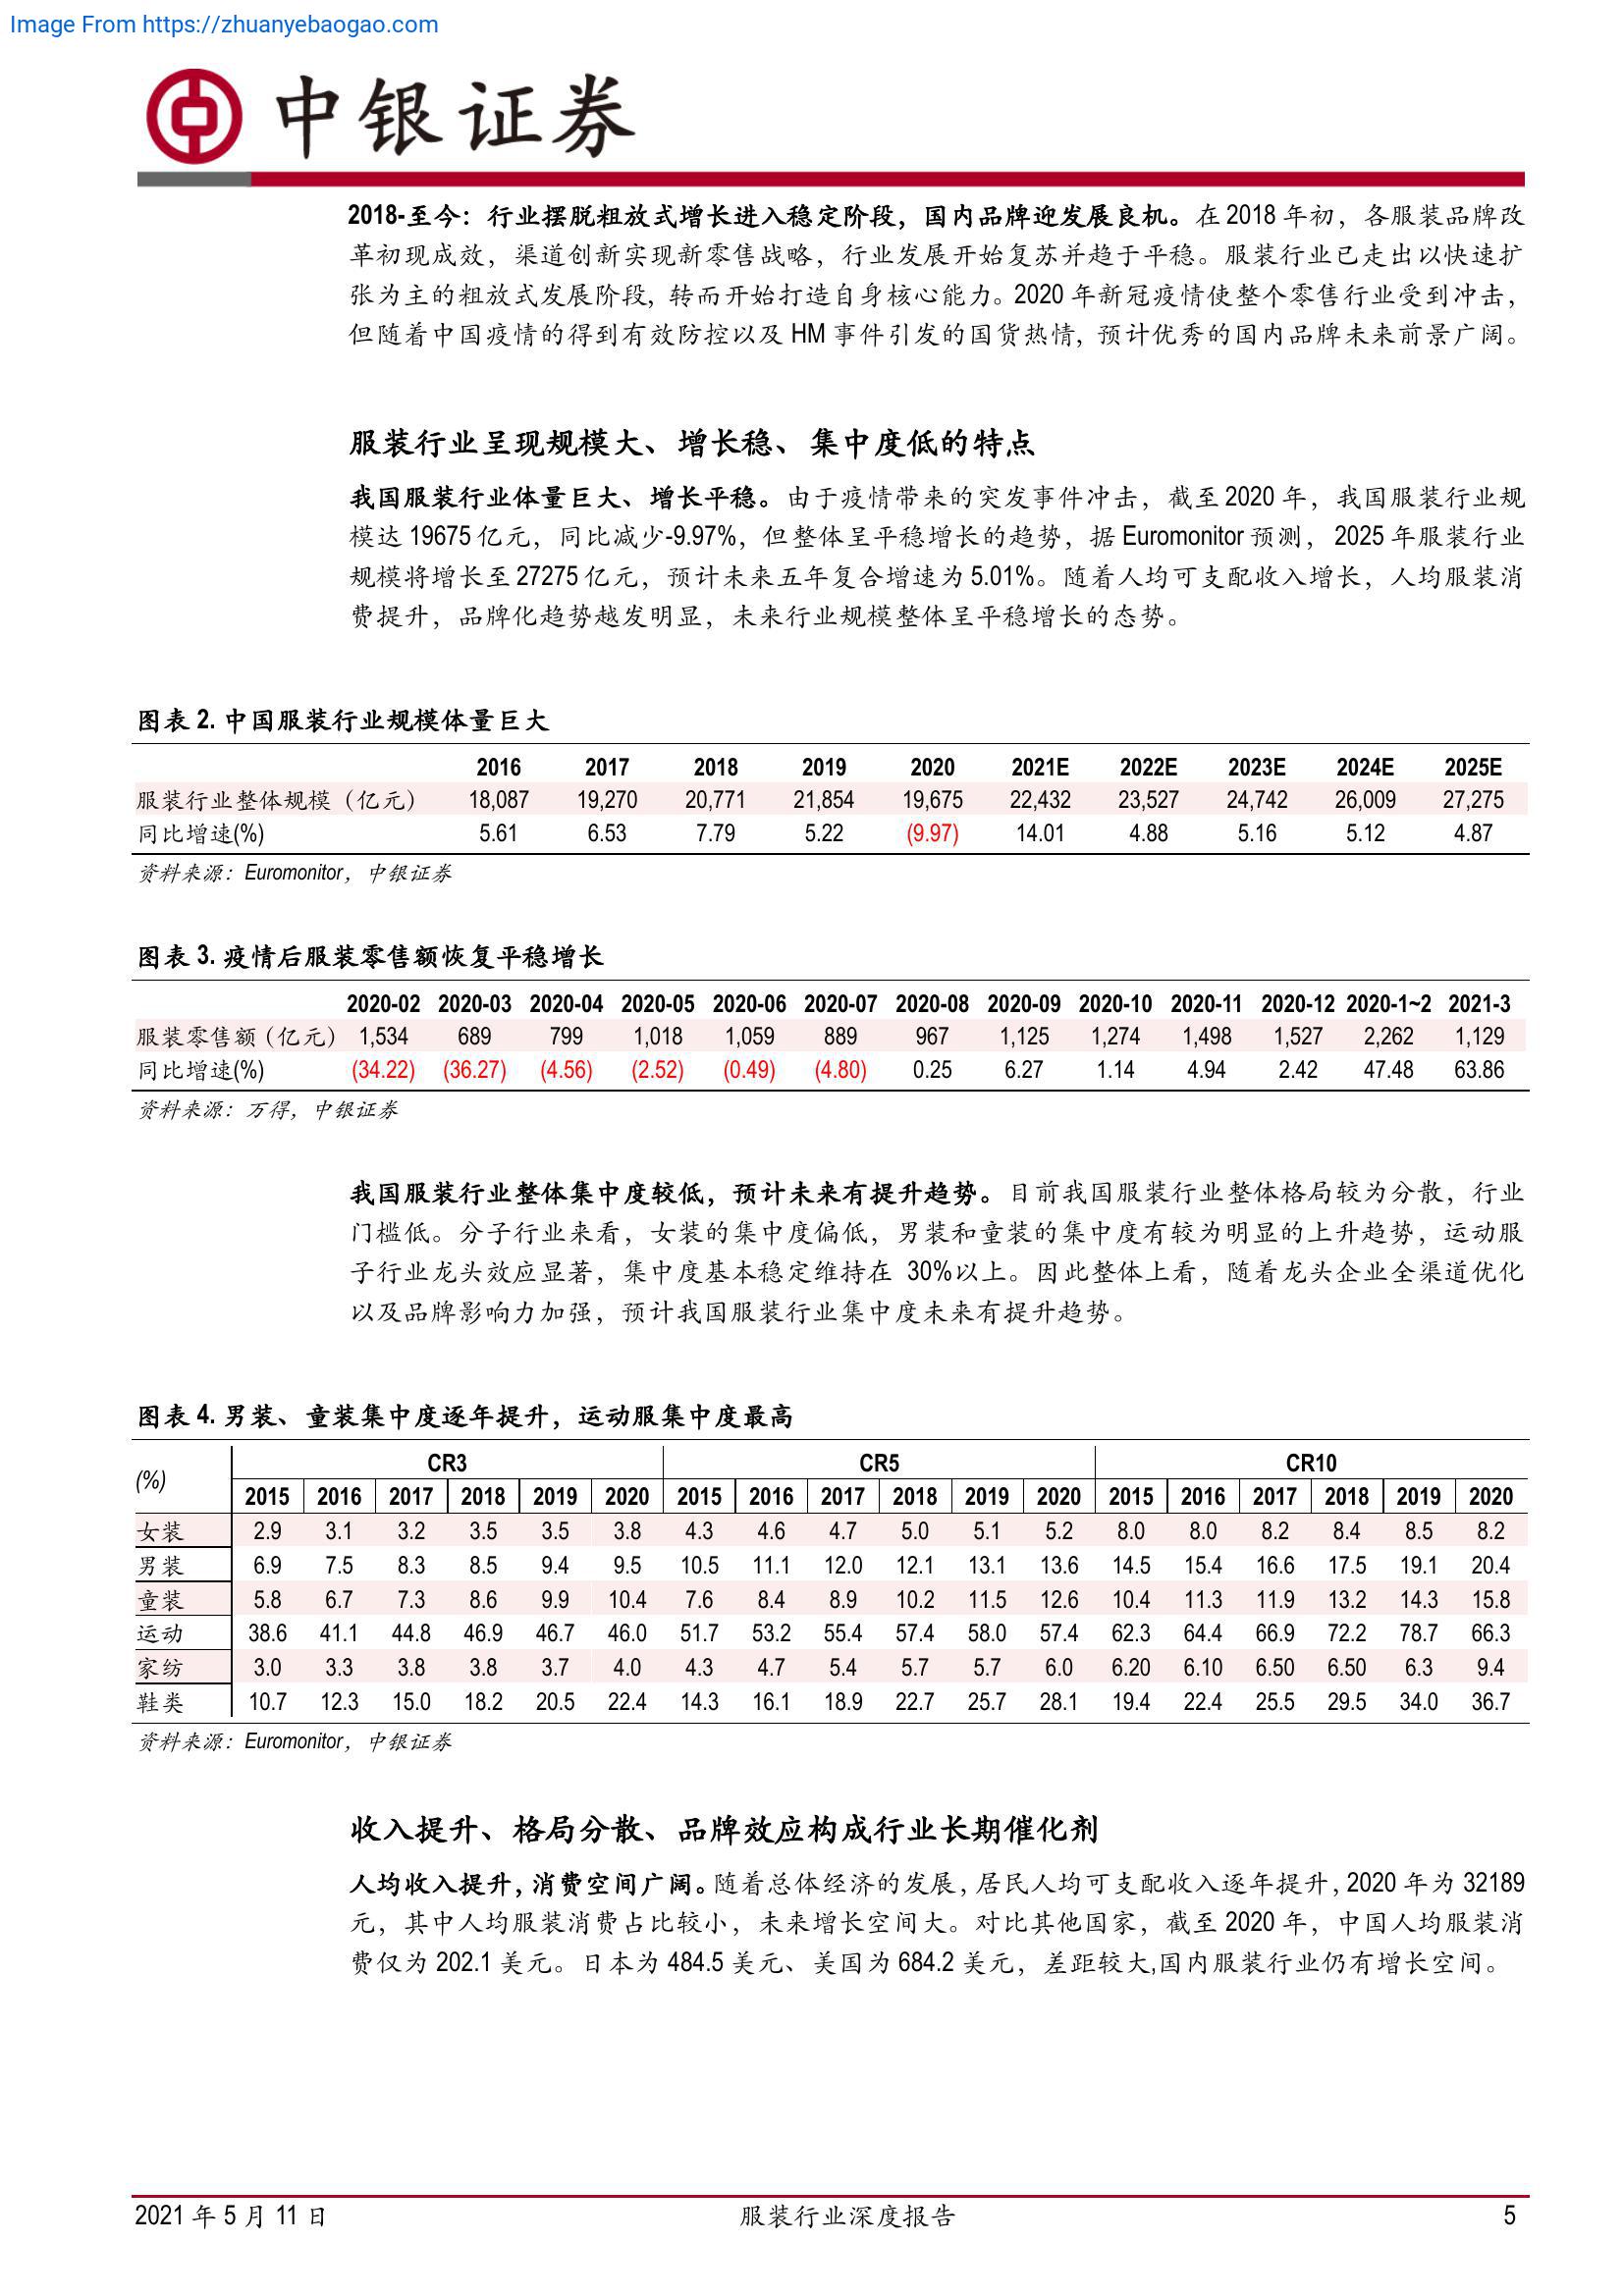 Image From https://zhuanyebaogao.com
中银证券
2018-至今：行业摆脱粗放式增长进入稳定阶段，国内品牌迎发展良机。在 2018 年初，各服装品牌改
革初现成效，渠道创新实现新零售战略，行业发展开始复苏并趋于平稳。服装行业已走出以快速扩
张为主的粗放式发展阶段，转而开始打造自身核心能力。2020 年新冠疫情使整个零售行业受到冲击，
但随着中国疫情的得到有效防控以及 HM 事件引发的国货热情，预计优秀的国内品牌未来前景广阔。
服装行业呈现规模大、增长稳、集中度低的特点
我国服装行业体量巨大、增长平稳。由于疫情带来的突发事件冲击，截至 2020 年，我国服装行业规
模达 19675 亿元，同比减少-9.97%，但整体呈平稳增长的趋势，据 Euromonitor 预测，2025 年服装行业
规模将增长至 27275 亿元，预计未来五年复合增速为 5.01%。随着人均可支配收入增长，人均服装消
费提升，品牌化趋势越发明显，未来行业规模整体呈平稳增长的态势。
图表 2. 中国服装行业规模体量巨大
2016 2017 2018 2019 2020 2021E 2022E 2023E 2024E 2025E
服装行业整体规模（亿元） 18,087 19,270 20,771 21,854 19,675 22,432 23,527 24,742 26,009 27,275
同比增速(%) 5.61 6.53 7.79 5.22 (9.97) 14.01 4.88 5.16 5.12 4.87
资料来源：Euromonitor，中银证券
图表 3. 疫情后服装零售额恢复平稳增长
2020-02 2020-03 2020-04 2020-05 2020-06 2020-07 2020-08 2020-09 2020-10 2020-11 2020-12 2020-1~2 2021-3
服装零售额（亿元） 1,534 689 799 1,018 1,059 889 967 1,125 1,274 1,498 1,527 2,262 1,129
同比增速(%) (34.22) (36.27) (4.56) (2.52) (0.49) (4.80) 0.25 6.27 1.14 4.94 2.42 47.48 63.86
资料来源：万得，中银证券
我国服装行业整体集中度较低，预计未来有提升趋势。目前我国服装行业整体格局较为分散，行业
门槛低。分子行业来看，女装的集中度偏低，男装和童装的集中度有较为明显的上升趋势，运动服
子行业龙头效应显著，集中度基本稳定维持在 30%以上。因此整体上看，随着龙头企业全渠道优化
以及品牌影响力加强，预计我国服装行业集中度未来有提升趋势。
图表 4. 男装、童装集中度逐年提升，运动服集中度最高
(%) CR3 CR5 CR10
2015 2016 2017 2018 2019 2020 2015 2016 2017 2018 2019 2020 2015 2016 2017 2018 2019 2020
女装 2.9 3.1 3.2 3.5 3.5 3.8 4.3 4.6 4.7 5.0 5.1 5.2 8.0 8.0 8.2 8.4 8.5 8.2
男装 6.9 7.5 8.3 8.5 9.4 9.5 10.5 11.1 12.0 12.1 13.1 13.6 14.5 15.4 16.6 17.5 19.1 20.4
童装 5.8 6.7 7.3 8.6 9.9 10.4 7.6 8.4 8.9 10.2 11.5 12.6 10.4 11.3 11.9 13.2 14.3 15.8
运动 38.6 41.1 44.8 46.9 46.7 46.0 51.7 53.2 55.4 57.4 58.0 57.4 62.3 64.4 66.9 72.2 78.7 66.3
家纺 3.0 3.3 3.8 3.8 3.7 4.0 4.3 4.7 5.4 5.7 5.7 6.0 6.20 6.10 6.50 6.50 6.3 9.4
鞋类 10.7 12.3 15.0 18.2 20.5 22.4 14.3 16.1 18.9 22.7 25.7 28.1 19.4 22.4 25.5 29.5 34.0 36.7
资料来源：Euromonitor，中银证券
收入提升、格局分散、品牌效应构成行业长期催化剂
人均收入提升，消费空间广阔。随着总体经济的发展，居民人均可支配收入逐年提升，2020 年为 32189
元，其中人均服装消费占比较小，未来增长空间大。对比其他国家，截至 2020 年，中国人均服装消
费仅为 202.1 美元。日本为 484.5 美元、美国为 684.2 美元，差距较大,国内服装行业仍有增长空间。
2021 年 5 月 11 日 服装行业深度报告 5